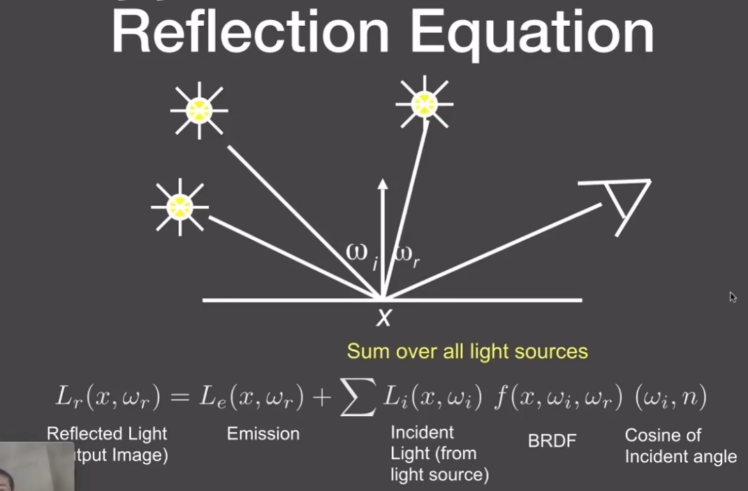 Reflection Equation
ω i ω r
x
Sum over all light sources
L_r(x, ω_r) = L_e(x, ω_r) + ∑ L_i(x, ω_i) f(x, ω_i, ω_r) (ω_i, n)
Reflected Light Emission Incident BRDF Cosine of
tput Image) Light (from Incident angle
light source)